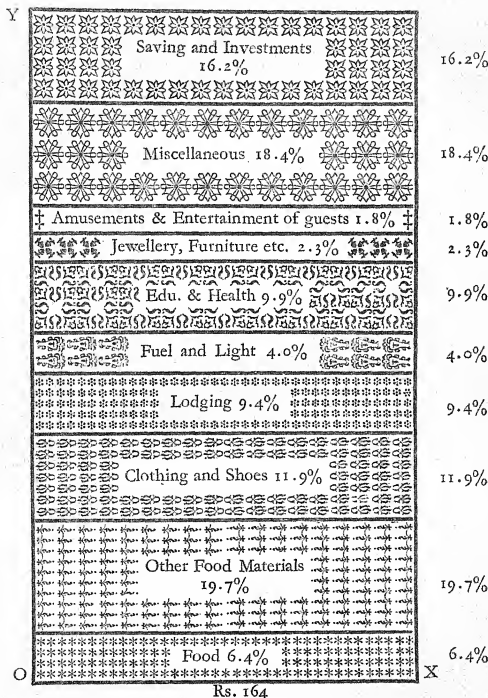 Y
Saving and Investments
16.2%
16.2%
Miscellaneous 18.4%
18.4%
‡ Amusements & Entertainment of guests 1.8% ‡
1.8%
Jewellery, Furniture etc. 2.3%
2.3%
Edu. & Health 9.9%
9.9%
Fuel and Light 4.0%
4.0%
Lodging 9.4%
9.4%
Clothing and Shoes 11.9%
11.9%
Other Food Materials
19.7%
19.7%
Food 6.4%
6.4%
O
X
Rs. 164